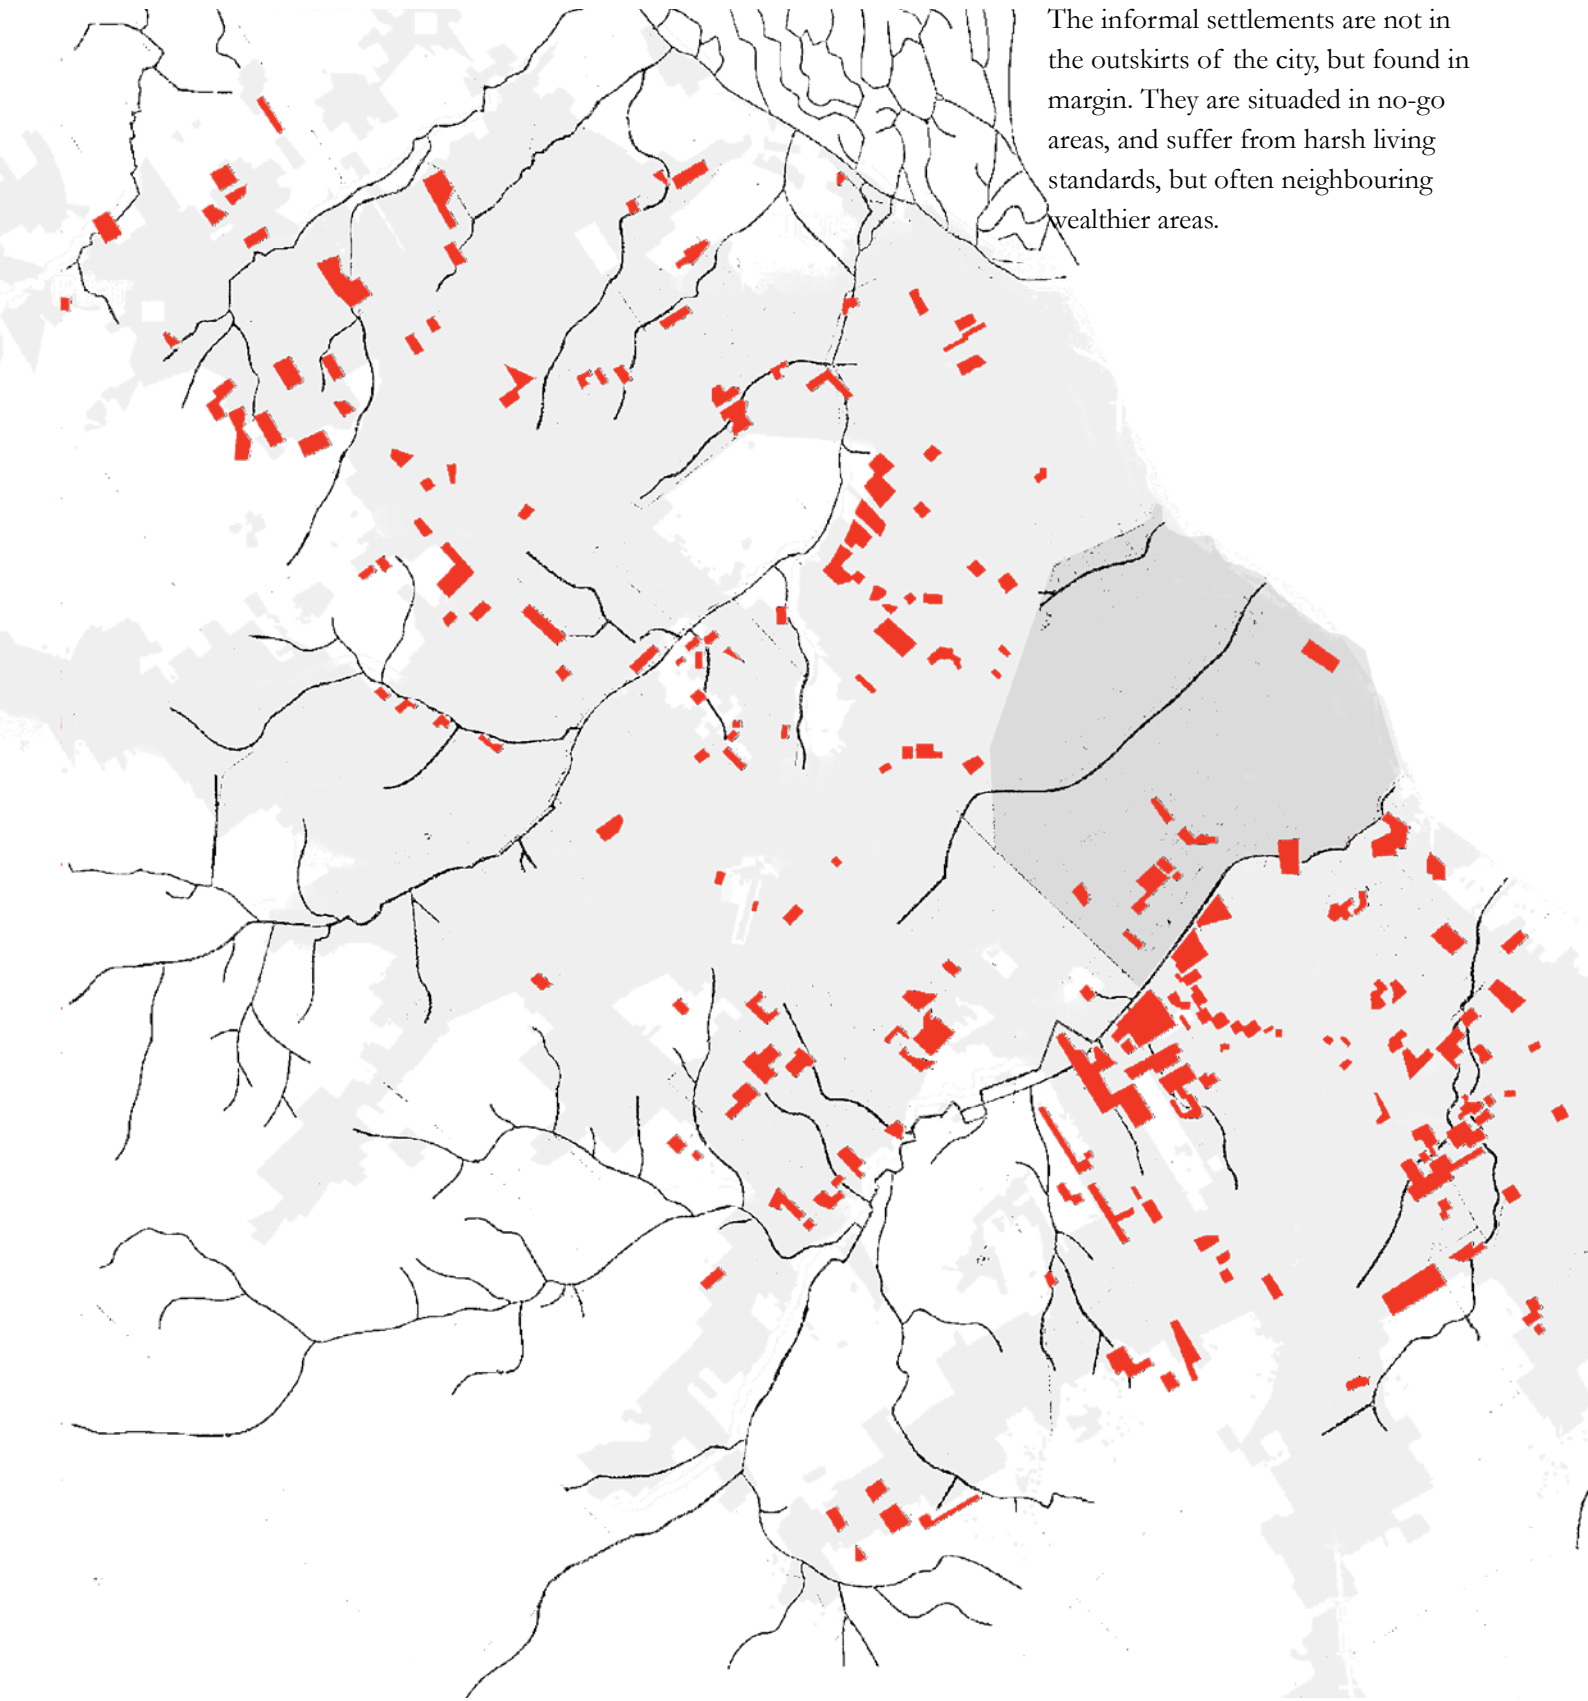 The informal settlements are not in
the outskirts of the city, but found in
margin. They are situaded in no-go
areas, and suffer from harsh living
standards, but often neighbouring
wealthier areas.